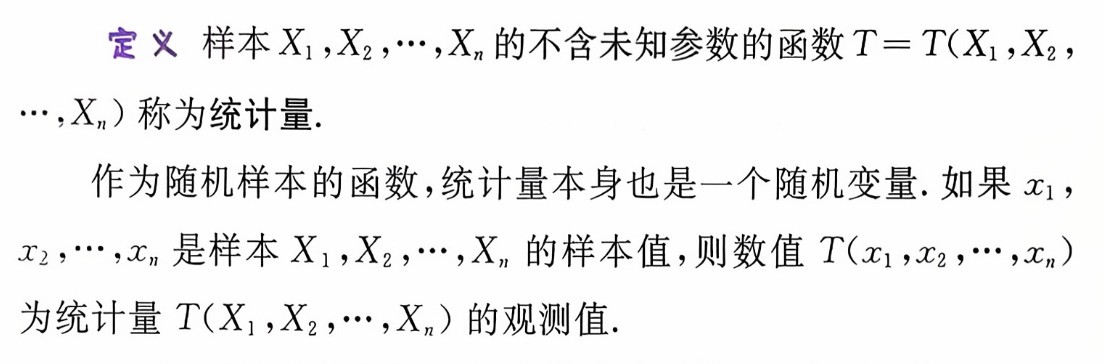 定义 样本 X₁,X₂,⋯,Xₙ 的不含未知参数的函数 T=T(X₁,X₂,
⋯,Xₙ) 称为统计量.
作为随机样本的函数,统计量本身也是一个随机变量. 如果 x₁,
x₂,⋯,xₙ 是样本 X₁,X₂,⋯,Xₙ 的样本值,则数值 T(x₁,x₂,⋯,xₙ)
为统计量 T(X₁,X₂,⋯,Xₙ) 的观测值.